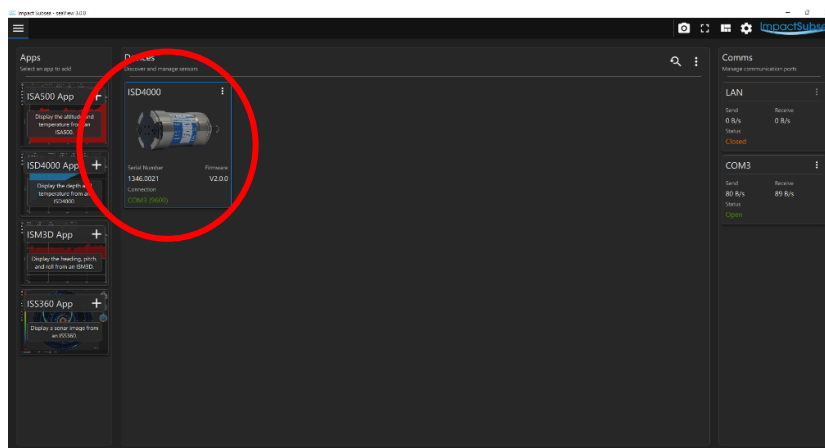 Impact Subsea - seaView 3.0.0
ImpactSubse
Apps
Select an app to add
ISA500 App
Display the altitude and
temperature from an
ISA500.
ISD4000 App
Display the depth and
temperature from an
ISD4000.
ISM3D App
Display the heading, pitch,
and roll from an ISM3D.
ISS360 App
Display a sonar image from
an ISS360.
Devices
Discover and manage sensors
ISD4000
Serial Number Firmware
1346.0021 V2.0.0
Connection
COM3 (9600)
Comms
Manage communication ports
LAN
Send Receive
0 B/s 0 B/s
Status
Closed
COM3
Send Receive
80 B/s 89 B/s
Status
Open